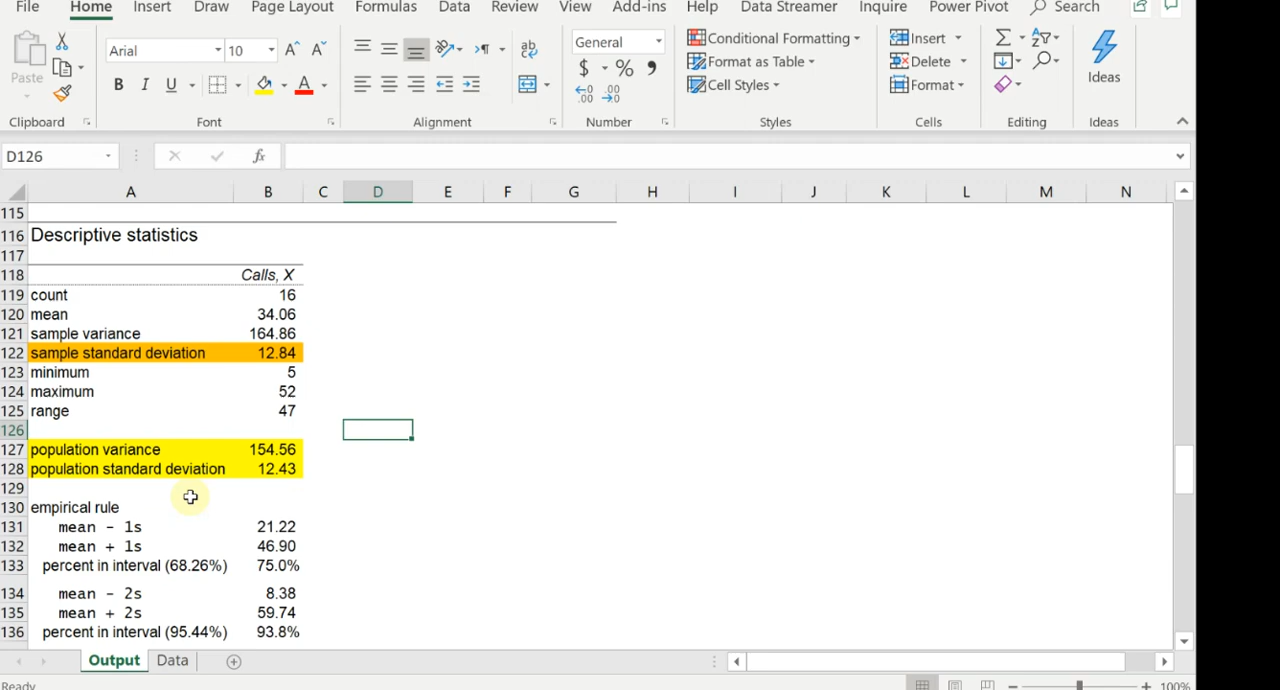 File Home Insert Draw Page Layout Formulas Data Review View Add-ins Help Data Streamer Inquire Power Pivot Search
Paste
Arial 10
B I U
ab
General
$ % 9
Conditional Formatting
Format as Table
Cell Styles
Insert
Delete
Format
Ideas
Clipboard Font Alignment Number Styles Cells Editing Ideas
D126 fx
A B C D E F G H I J K L M N
115
116 Descriptive statistics
117
118 Calls, X
119 count 16
120 mean 34.06
121 sample variance 164.86
122 sample standard deviation 12.84
123 minimum 5
124 maximum 52
125 range 47
126
127 population variance 154.56
128 population standard deviation 12.43
129
130 empirical rule
131 mean - 1s 21.22
132 mean + 1s 46.90
133 percent in interval (68.26%) 75.0%
134 mean - 2s 8.38
135 mean + 2s 59.74
136 percent in interval (95.44%) 93.8%
Output Data
Ready 100%